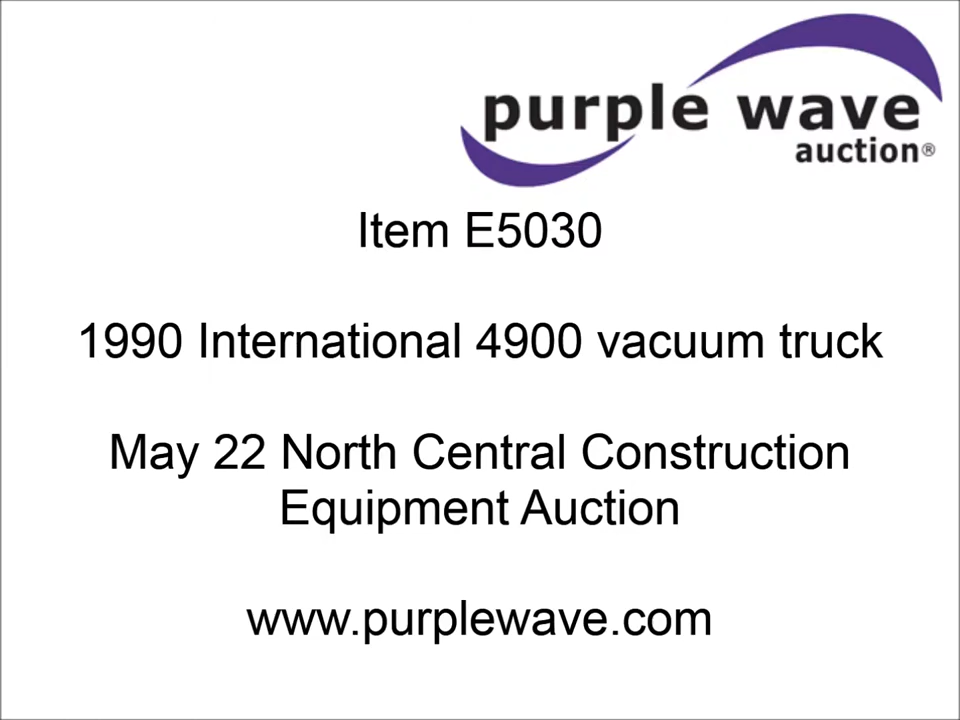 purple wave
auction®
Item E5030
1990 International 4900 vacuum truck
May 22 North Central Construction
Equipment Auction
www.purplewave.com